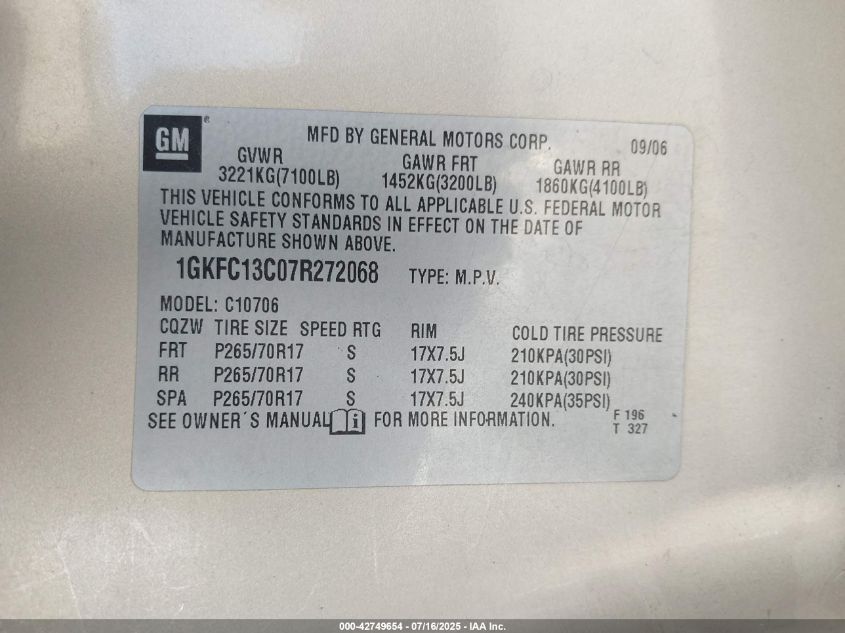 GM®
MFD BY GENERAL MOTORS CORP. 09/06
GVWR GAWR FRT GAWR RR
3221KG(7100LB) 1452KG(3200LB) 1860KG(4100LB)
THIS VEHICLE CONFORMS TO ALL APPLICABLE U.S. FEDERAL MOTOR
VEHICLE SAFETY STANDARDS IN EFFECT ON THE DATE OF
MANUFACTURE SHOWN ABOVE.
1GKFC13C07R272068 TYPE: M.P.V.
MODEL: C10706
CQZW TIRE SIZE SPEED RTG RIM COLD TIRE PRESSURE
FRT P265/70R17 S 17X7.5J 210KPA(30PSI)
RR P265/70R17 S 17X7.5J 210KPA(30PSI)
SPA P265/70R17 S 17X7.5J 240KPA(35PSI)
SEE OWNER´S MANUAL i FOR MORE INFORMATION. F 196
T 327
000-42749654 - 07/16/2025 - IAA Inc.